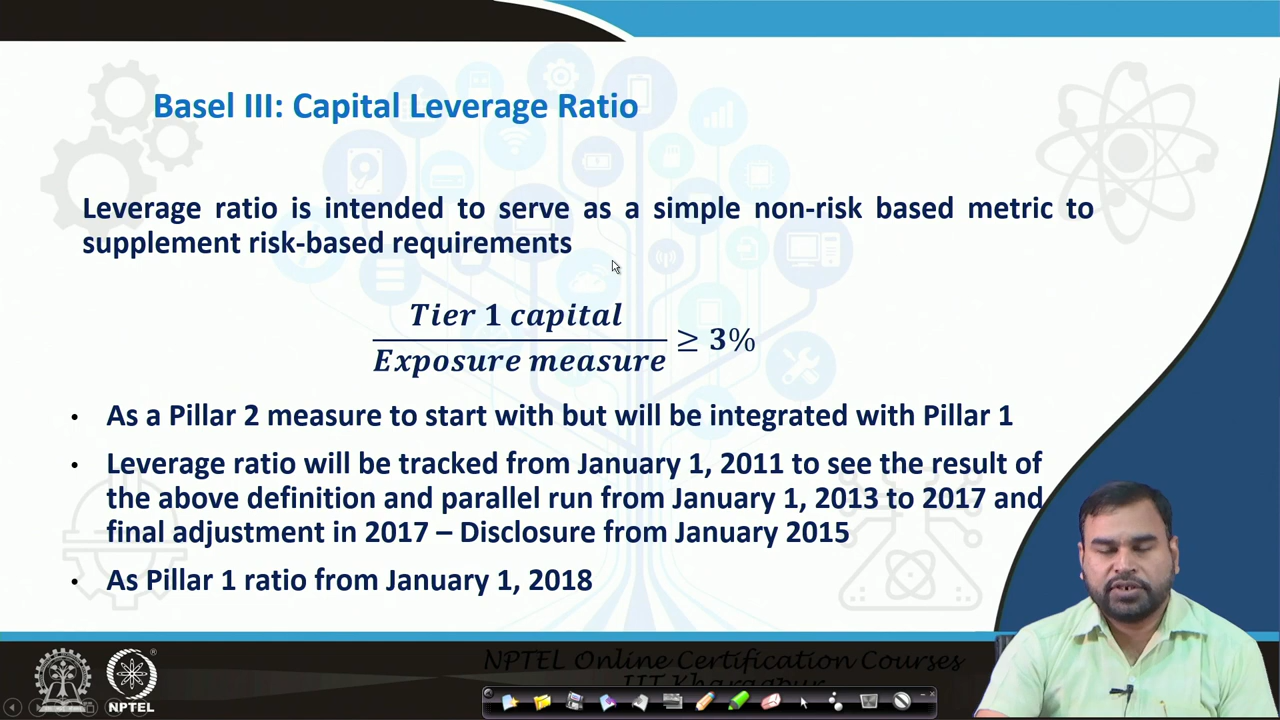 Basel III: Capital Leverage Ratio
Leverage ratio is intended to serve as a simple non-risk based metric to
supplement risk-based requirements
Tier 1 capital
Exposure measure ≥ 3%
• As a Pillar 2 measure to start with but will be integrated with Pillar 1
• Leverage ratio will be tracked from January 1, 2011 to see the result of
the above definition and parallel run from January 1, 2013 to 2017 and
final adjustment in 2017 – Disclosure from January 2015
• As Pillar 1 ratio from January 1, 2018
NPTEL Online Certification Courses
IIT Kharagpur
NPTEL